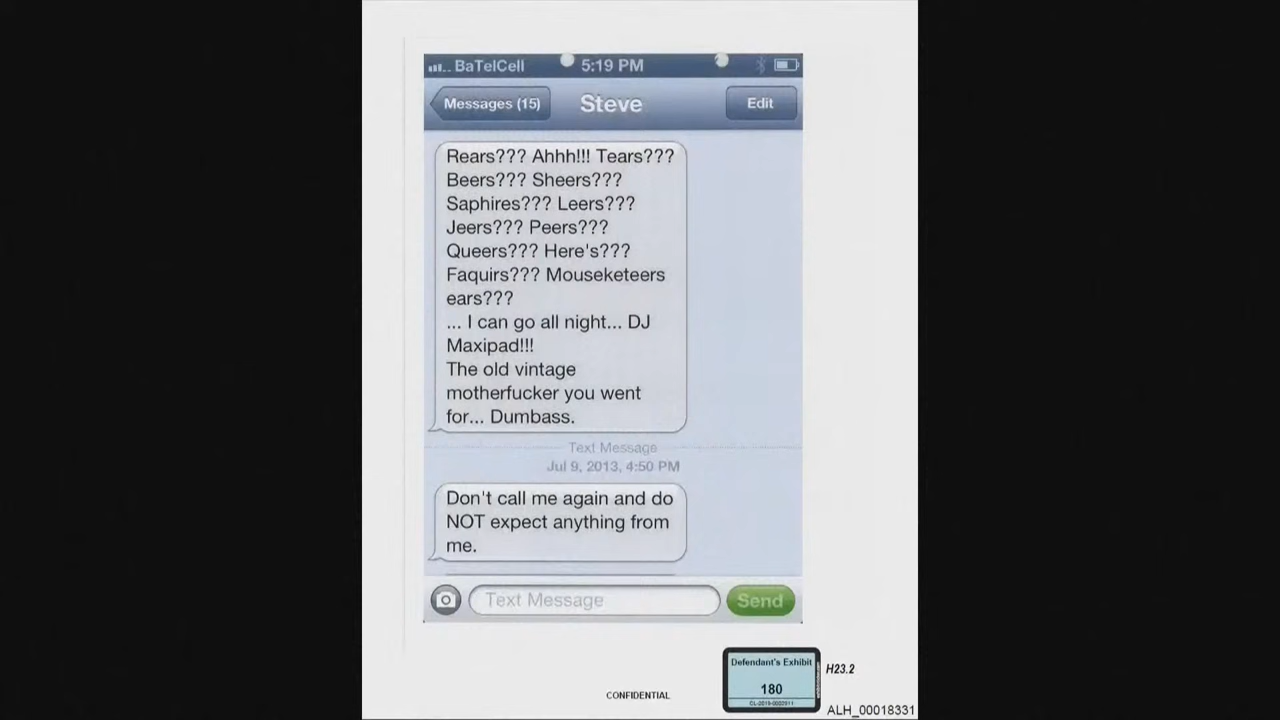 BaTelCell 5:19 PM
Messages (15) Steve Edit
Rears??? Ahhh!!! Tears???
Beers??? Sheers???
Saphires??? Leers???
Jeers??? Peers???
Queers??? Here's???
Faquirs??? Mouseketeers
ears???
... I can go all night... DJ
Maxipad!!!
The old vintage
motherfucker you went
for... Dumbass.
Text Message
Jul 9, 2013, 4:50 PM
Don't call me again and do
NOT expect anything from
me.
Text Message Send
Defendant's Exhibit
180
CL-2019-0002911
H23.2
CONFIDENTIAL
ALH_00018331